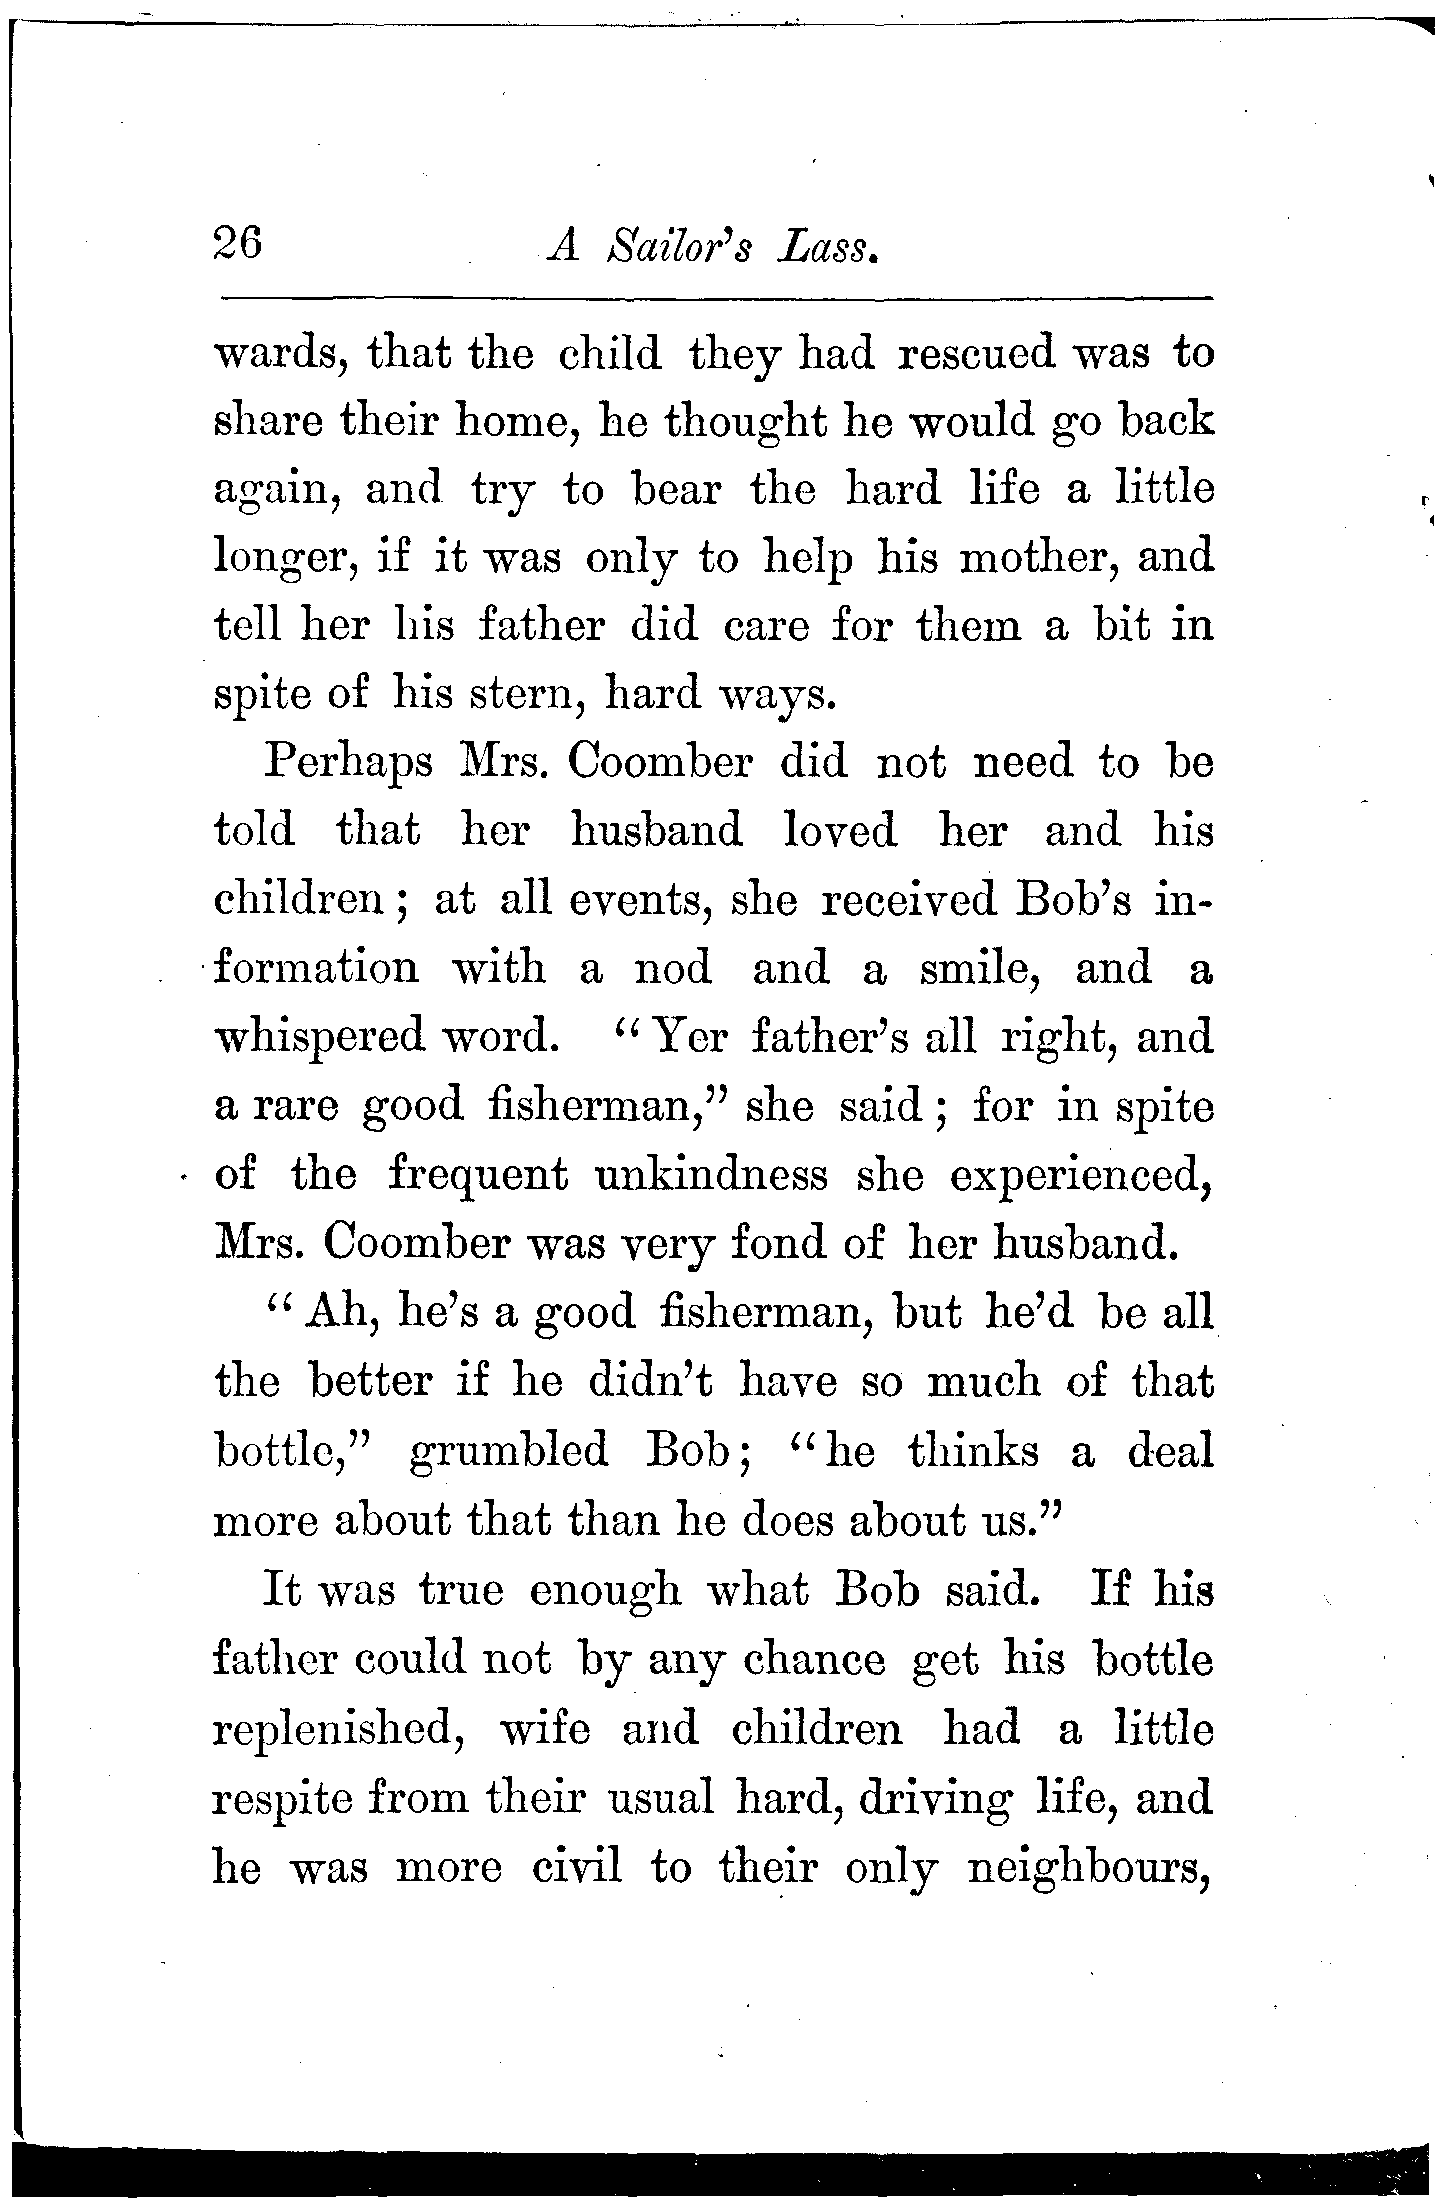 26 A Sailor's Lass.
wards, that the child they had rescued was to
share their home, he thought he would go back
again, and try to bear the hard life a little
longer, if it was only to help his mother, and
tell her his father did care for them a bit in
spite of his stern, hard ways.
Perhaps Mrs. Coomber did not need to be
told that her husband loved her and his
children; at all events, she received Bob's in-
formation with a nod and a smile, and a
whispered word. "Yer father's all right, and
a rare good fisherman," she said; for in spite
of the frequent unkindness she experienced,
Mrs. Coomber was very fond of her husband.
"Ah, he's a good fisherman, but he'd be all
the better if he didn't have so much of that
bottle," grumbled Bob; "he thinks a deal
more about that than he does about us."
It was true enough what Bob said. If his
father could not by any chance get his bottle
replenished, wife and children had a little
respite from their usual hard, driving life, and
he was more civil to their only neighbours,